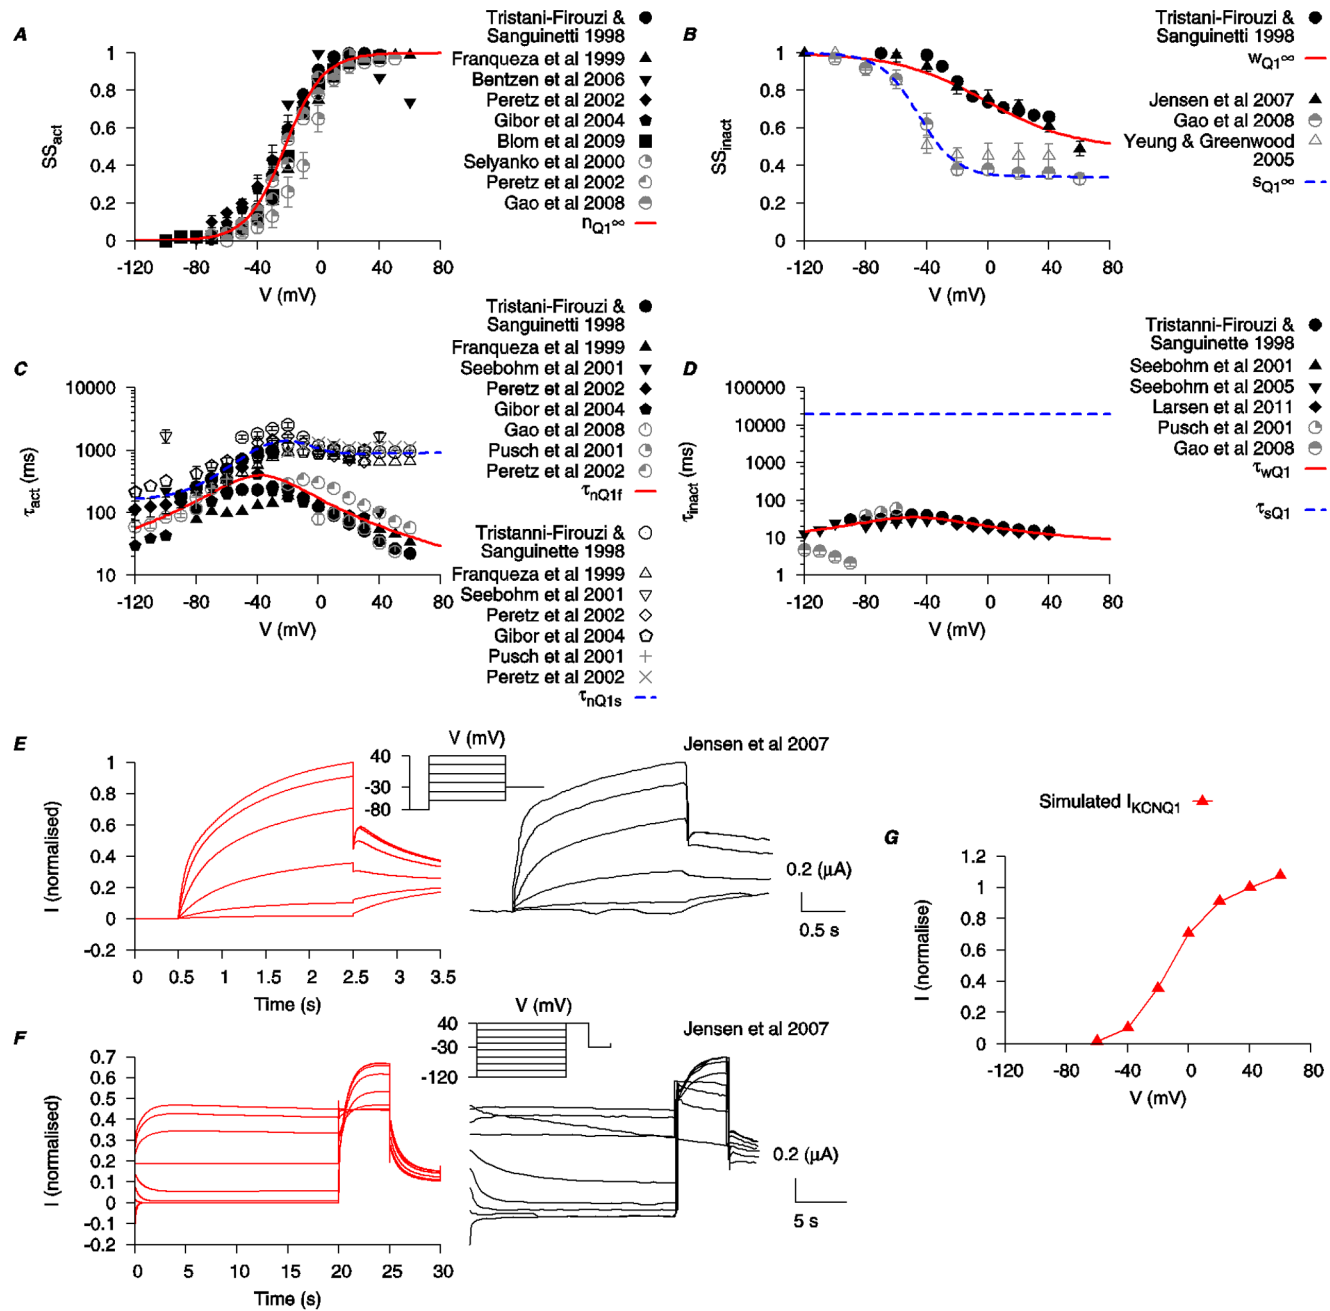 A
Tristani-Firouzi &
Sanguinetti 1998
Franqueza et al 1999
Bentzen et al 2006
Peretz et al 2002
Gibor et al 2004
Blom et al 2009
Selyanko et al 2000
Peretz et al 2002
Gao et al 2008
nQ1∞
SSact
1
0.8
0.6
0.4
0.2
0
-120 -80 -40 0 40 80
V (mV)
B
Tristani-Firouzi &
Sanguinetti 1998
wQ1∞
Jensen et al 2007
Gao et al 2008
Yeung & Greenwood
2005
sQ1∞
SSinact
1
0.8
0.6
0.4
0.2
0
-120 -80 -40 0 40 80
V (mV)
C
Tristani-Firouzi &
Sanguinetti 1998
Franqueza et al 1999
Seebohm et al 2001
Peretz et al 2002
Gibor et al 2004
Gao et al 2008
Pusch et al 2001
Peretz et al 2002
τnQ1f
Tristanni-Firouzi &
Sanguinette 1998
Franqueza et al 1999
Seebohm et al 2001
Peretz et al 2002
Gibor et al 2004
Pusch et al 2001
Peretz et al 2002
τnQ1s
τact (ms)
10000
1000
100
10
-120 -80 -40 0 40 80
V (mV)
D
Tristanni-Firouzi &
Sanguinette 1998
Seebohm et al 2001
Seebohm et al 2005
Larsen et al 2011
Pusch et al 2001
Gao et al 2008
τwQ1
τsQ1
τinact (ms)
100000
10000
1000
100
10
1
-120 -80 -40 0 40 80
V (mV)
E
V (mV)
40
-30
-80
Jensen et al 2007
I (normalised)
1
0.8
0.6
0.4
0.2
0
-0.2
0 0.5 1 1.5 2 2.5 3 3.5
Time (s)
0.2 (µA)
0.5 s
F
V (mV)
40
-30
-120
Jensen et al 2007
I (normalised)
0.7
0.6
0.5
0.4
0.3
0.2
0.1
0
-0.1
-0.2
0 5 10 15 20 25 30
Time (s)
0.2 (µA)
5 s
Simulated IKCNQ1
G
I (normalise)
1.2
1
0.8
0.6
0.4
0.2
0
-120 -80 -40 0 40 80
V (mV)